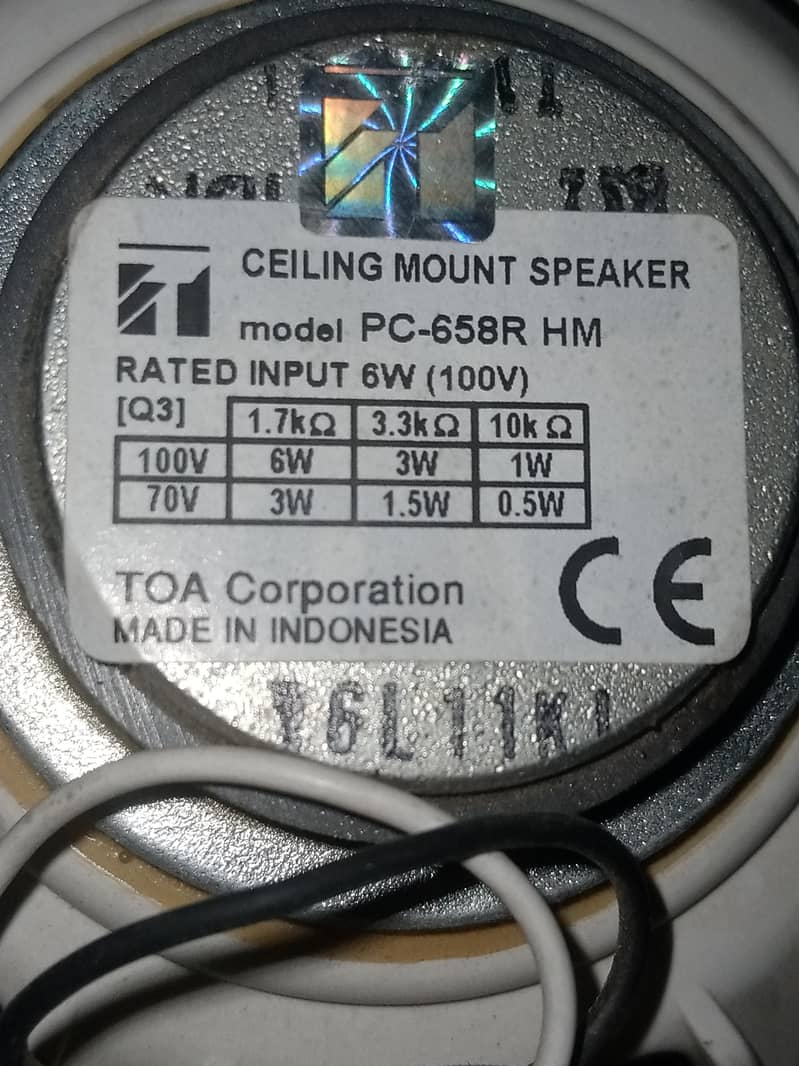 CEILING MOUNT SPEAKER
model PC-658R HM
RATED INPUT 6W (100V)
[Q3] 1.7kΩ 3.3kΩ 10kΩ
100V 6W 3W 1W
70V 3W 1.5W 0.5W
TOA Corporation
MADE IN INDONESIA
CE